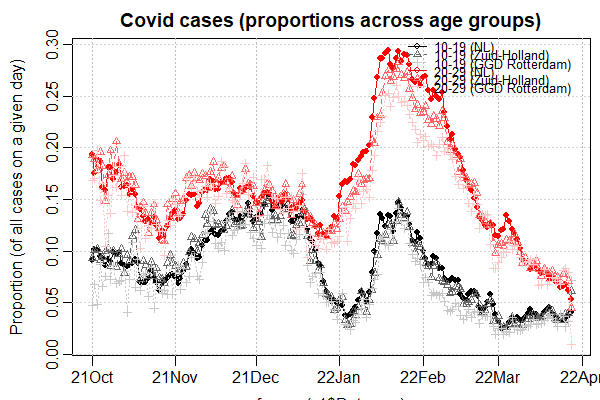 Covid cases (proportions across age groups)
Proportion (of all cases on a given day)
0.30
0.25
0.20
0.15
0.10
0.05
0.00
10-19 (NL)
10-19 (Zuid-Holland)
10-19 (GGD Rotterdam)
20-29 (NL)
20-29 (Zuid-Holland)
20-29 (GGD Rotterdam)
21Oct 21Nov 21Dec 22Jan 22Feb 22Mar 22Apr